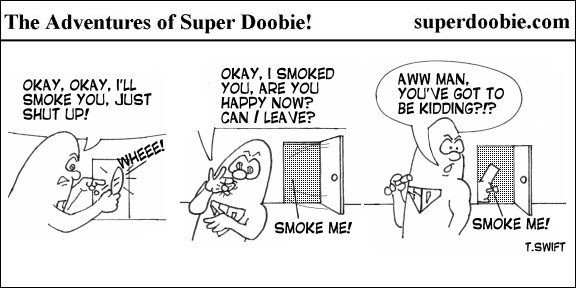 The Adventures of Super Doobie! superdoobie.com
OKAY, OKAY, I'LL
SMOKE YOU, JUST
SHUT UP!
WHEEE!
OKAY, I SMOKED
YOU, ARE YOU
HAPPY NOW?
CAN I LEAVE?
SMOKE ME!
AWW MAN,
YOU'VE GOT TO
BE KIDDING?!?
SMOKE ME!
T.SWIFT